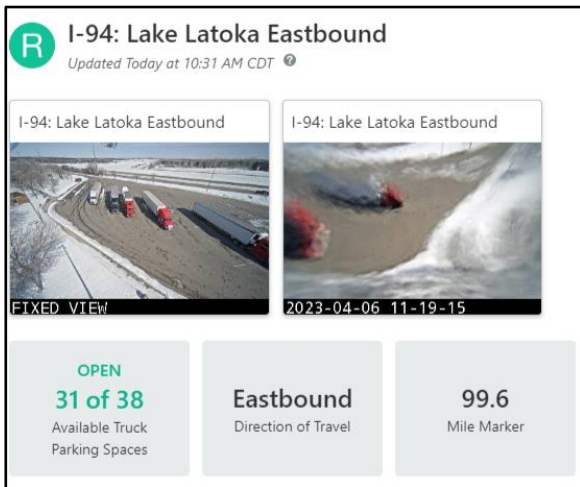 R
I-94: Lake Latoka Eastbound
Updated Today at 10:31 AM CDT ?
I-94: Lake Latoka Eastbound
FIXED VIEW
I-94: Lake Latoka Eastbound
2023-04-06 11-19-15
OPEN
31 of 38
Available Truck
Parking Spaces
Eastbound
Direction of Travel
99.6
Mile Marker